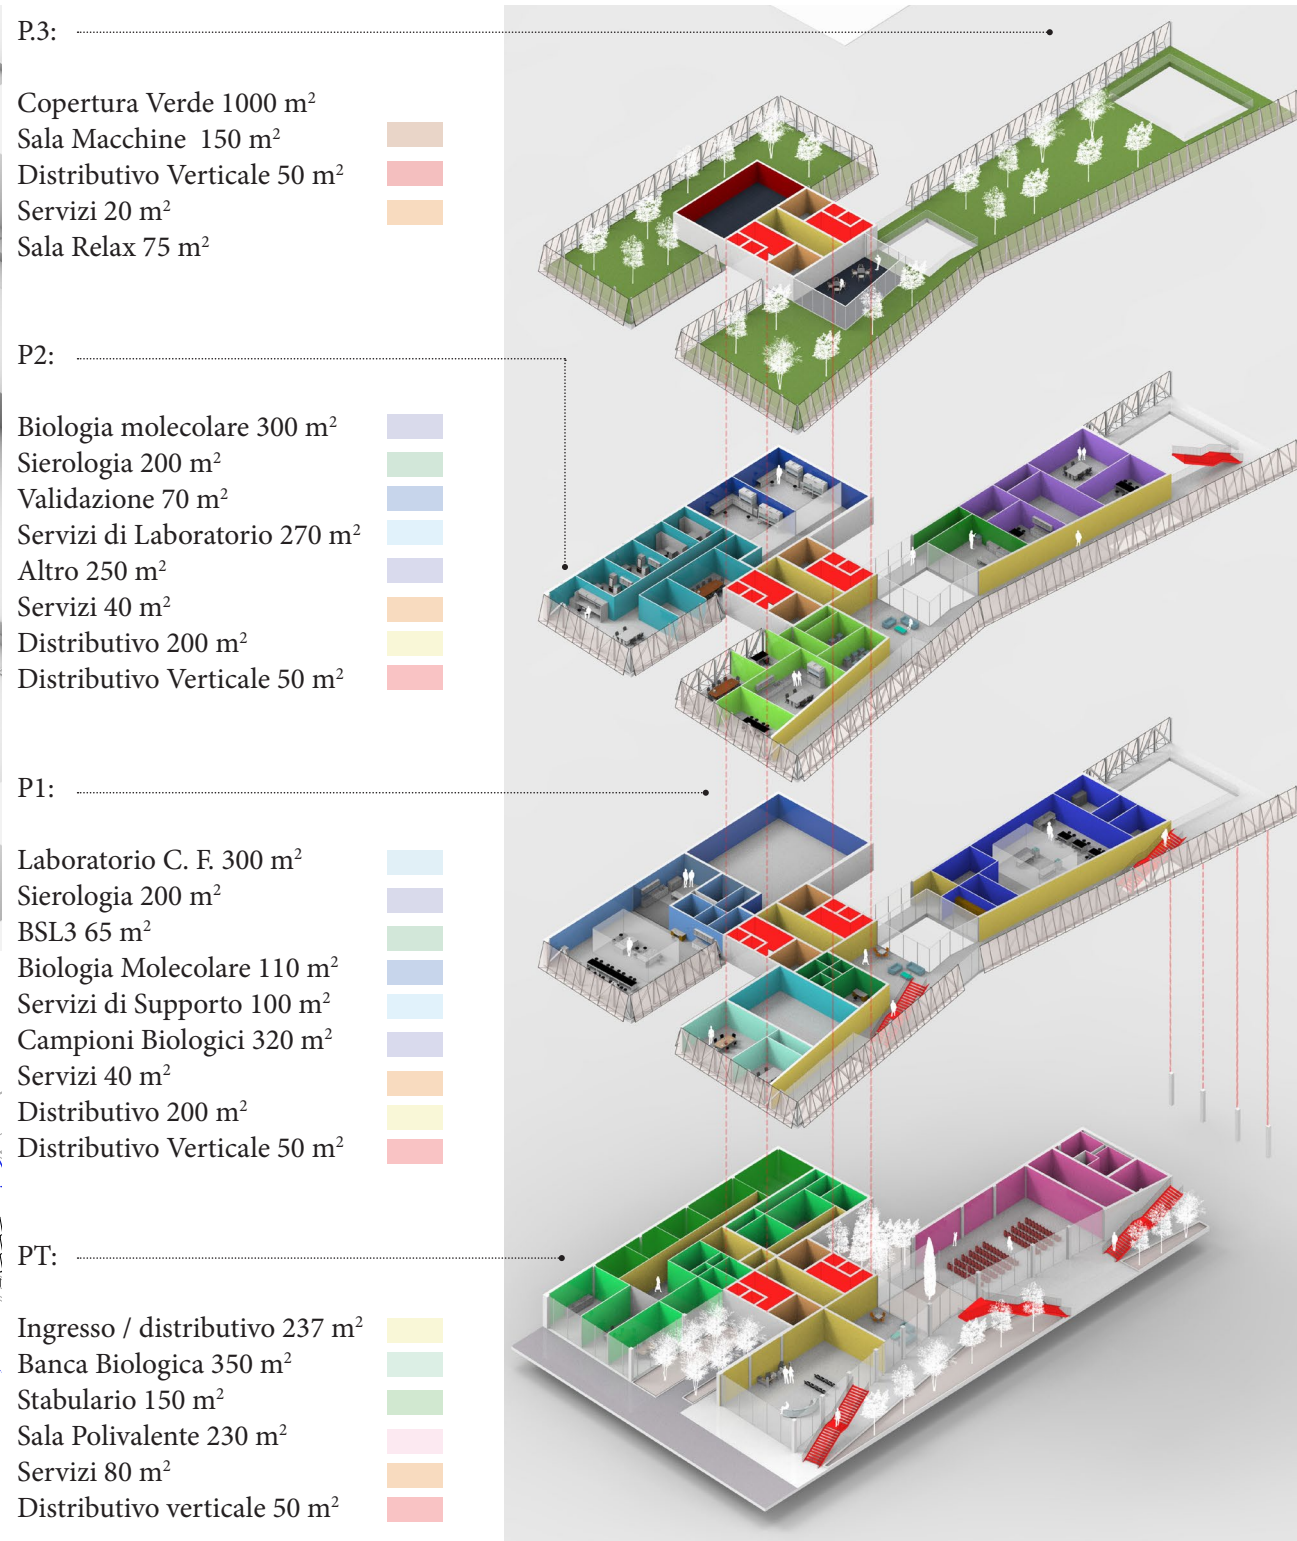 P.3:
Copertura Verde 1000 m²
Sala Macchine 150 m²
Distributivo Verticale 50 m²
Servizi 20 m²
Sala Relax 75 m²
P2:
Biologia molecolare 300 m²
Sierologia 200 m²
Validazione 70 m²
Servizi di Laboratorio 270 m²
Altro 250 m²
Servizi 40 m²
Distributivo 200 m²
Distributivo Verticale 50 m²
P1:
Laboratorio C. F. 300 m²
Sierologia 200 m²
BSL3 65 m²
Biologia Molecolare 110 m²
Servizi di Supporto 100 m²
Campioni Biologici 320 m²
Servizi 40 m²
Distributivo 200 m²
Distributivo Verticale 50 m²
PT:
Ingresso / distributivo 237 m²
Banca Biologica 350 m²
Stabulario 150 m²
Sala Polivalente 230 m²
Servizi 80 m²
Distributivo verticale 50 m²